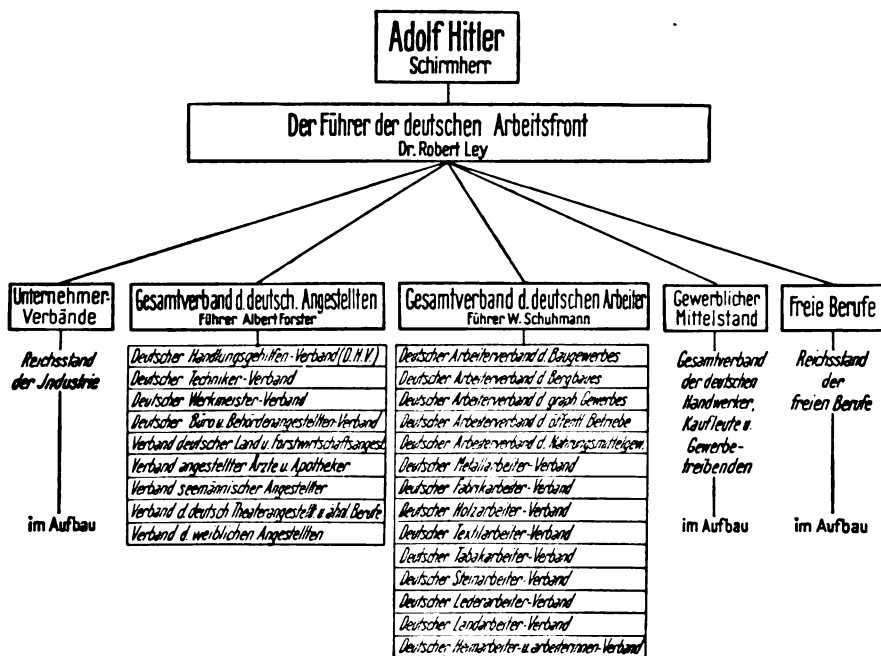 Adolf Hitler
Schirmherr
Der Führer der deutschen Arbeitsfront
Dr. Robert Ley
Unternehmer-
Verbände
Reichsstand
der Jndustrie
im Aufbau
Gesamtverband d. deutsch. Angestellten
Führer Albert Forster
Deutscher Handlungsgehilfen-Verband (D.H.V.)
Deutscher Techniker-Verband
Deutscher Werkmeister-Verband
Deutscher Büro u. Behördenangestellten-Verband
Verband deutscher Land u. Forstwirtschaftsangest.
Verband angestellter Ärzte u. Apotheker
Verband seemännischer Angestellter
Verband d. deutsch Theaterangestellt. u. ähnl. Berufe
Verband d. weiblichen Angestellten
Gesamtverband d. deutschen Arbeiter
Führer W. Schuhmann
Deutscher Arbeiterverband d. Baugewerbes
Deutscher Arbeiterverband d. Bergbaues
Deutscher Arbeiterverband d. graph Gewerbes
Deutscher Arbeiterverband d. öffentl Betriebe
Deutscher Arbeiterverband d. Nahrungsmittelgew.
Deutscher Metallarbeiter-Verband
Deutscher Fabrikarbeiter-Verband
Deutscher Holzarbeiter-Verband
Deutscher Textilarbeiter-Verband
Deutscher Tabakarbeiter-Verband
Deutscher Steinarbeiter-Verband
Deutscher Lederarbeiter-Verband
Deutscher Landarbeiter-Verband
Deutscher Heimarbeiter- u. arbeiterinnen-Verband
Gewerblicher
Mittelstand
Gesamtverband
der deutschen
Handwerker,
Kaufleute u.
Gewerbe-
treibenden
im Aufbau
Freie Berufe
Reichsstand
der
freien Berufe
im Aufbau